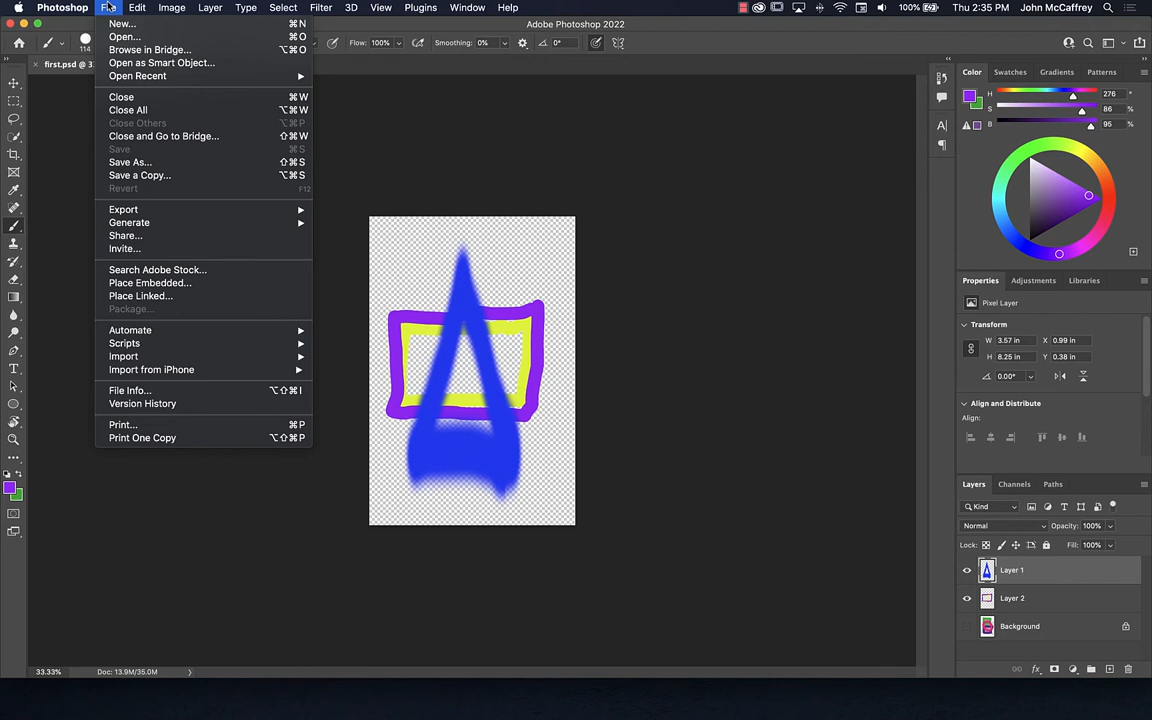 Photoshop File Edit Image Layer Type Select Filter 3D View Plugins Window Help 100% Thu 2:35 PM John McCaffrey
Adobe Photoshop 2022
114 Flow: 100% Smoothing: 0% 0°
first.psd @ 3
New... ⌘N
Open... ⌘O
Browse in Bridge... ⌥⌘O
Open as Smart Object...
Open Recent
Close ⌘W
Close All ⌥⌘W
Close Others ⌥⌘P
Close and Go to Bridge... ⇧⌘W
Save ⌘S
Save As... ⇧⌘S
Save a Copy... ⌥⌘S
Revert F12
Export
Generate
Share...
Invite...
Search Adobe Stock...
Place Embedded...
Place Linked...
Package...
Automate
Scripts
Import
Import from iPhone
File Info... ⌥⇧⌘I
Version History
Print... ⌘P
Print One Copy ⌥⇧⌘P
Color Swatches Gradients Patterns
H 276 °
S 86 %
B 95 %
Properties Adjustments Libraries
Pixel Layer
Transform
W 3.57 in X 0.99 in
H 8.25 in Y 0.38 in
0.00°
Align and Distribute
Align:
Layers Channels Paths
Kind
Normal Opacity: 100%
Lock: Fill: 100%
Layer 1
Layer 2
Background
33.33% Doc: 13.9M/35.0M